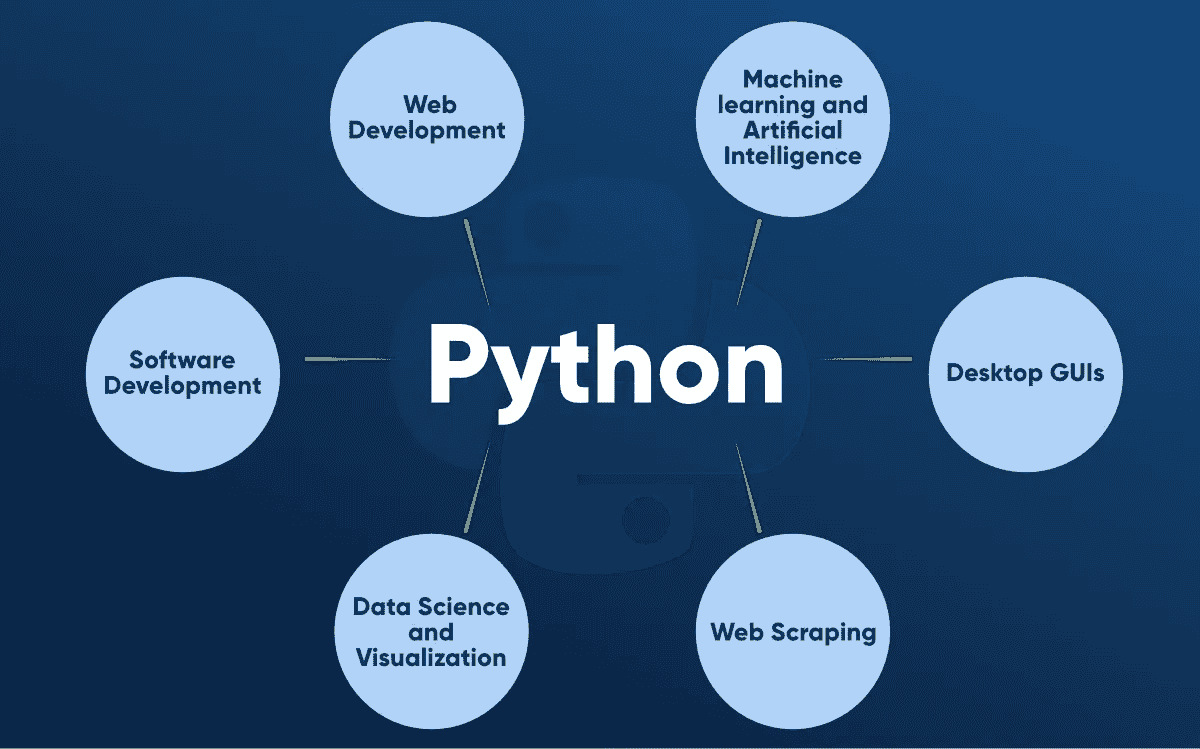 Web
Development
Machine
learning and
Artificial
Intelligence
Software
Development
Python
Desktop GUIs
Data Science
and
Visualization
Web Scraping